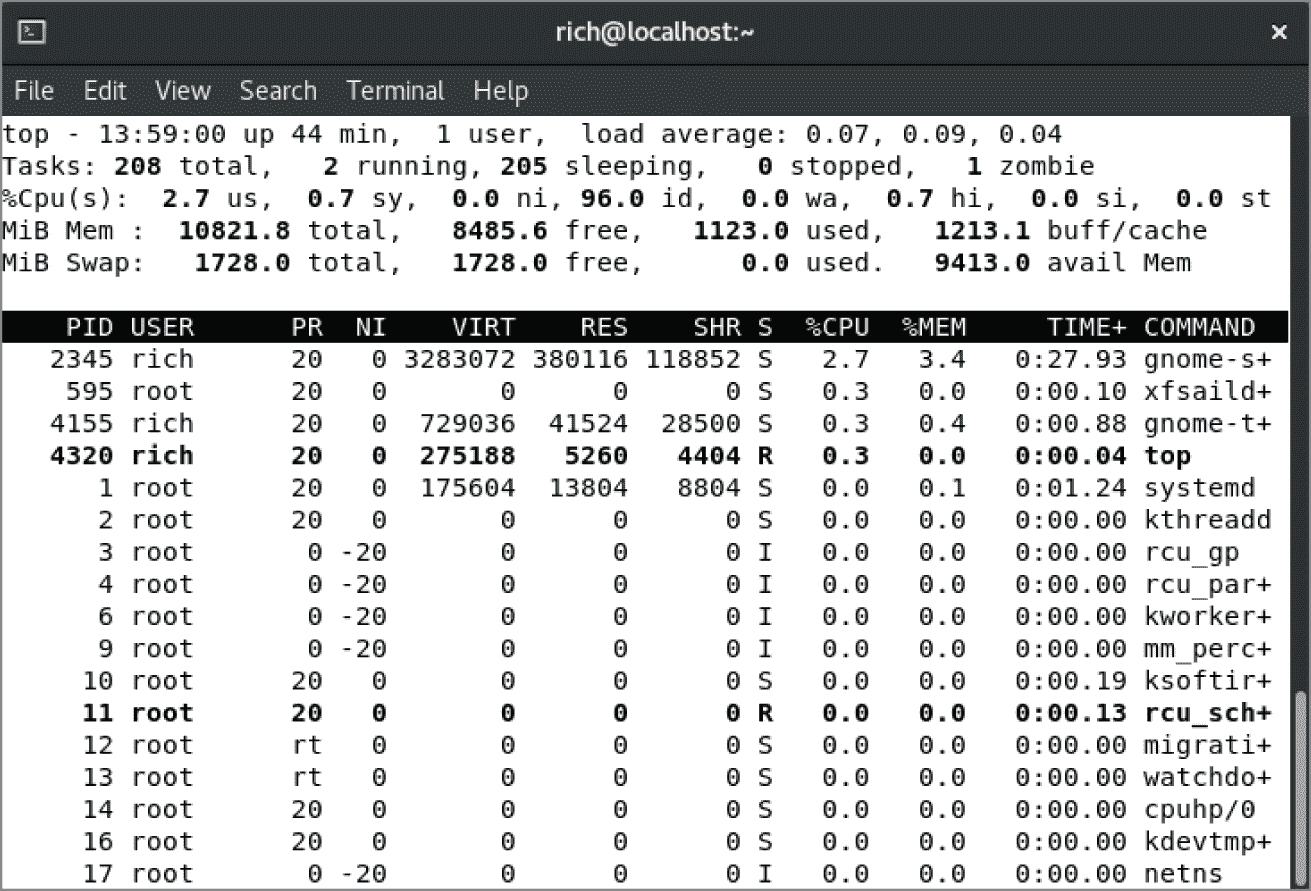 rich@localhost:~
File Edit View Search Terminal Help
top - 13:59:00 up 44 min,  1 user,  load average: 0.07, 0.09, 0.04
Tasks: 208 total,   2 running, 205 sleeping,   0 stopped,   1 zombie
%Cpu(s):  2.7 us,  0.7 sy,  0.0 ni, 96.0 id,  0.0 wa,  0.7 hi,  0.0 si,  0.0 st
MiB Mem :  10821.8 total,   8485.6 free,   1123.0 used,   1213.1 buff/cache
MiB Swap:   1728.0 total,   1728.0 free,      0.0 used.   9413.0 avail Mem
PID USER      PR  NI    VIRT    RES    SHR S  %CPU  %MEM     TIME+ COMMAND
2345 rich      20   0 3283072 380116 118852 S   2.7   3.4   0:27.93 gnome-s+
595 root      20   0       0      0      0 S   0.3   0.0   0:00.10 xfsaild+
4155 rich      20   0  729036  41524  28500 S   0.3   0.4   0:00.88 gnome-t+
4320 rich      20   0  275188   5260   4404 R   0.3   0.0   0:00.04 top
1 root      20   0  175604  13804   8804 S   0.0   0.1   0:01.24 systemd
2 root      20   0       0      0      0 S   0.0   0.0   0:00.00 kthreadd
3 root       0 -20       0      0      0 I   0.0   0.0   0:00.00 rcu_gp
4 root       0 -20       0      0      0 I   0.0   0.0   0:00.00 rcu_par+
6 root       0 -20       0      0      0 I   0.0   0.0   0:00.00 kworker+
9 root       0 -20       0      0      0 I   0.0   0.0   0:00.00 mm_perc+
10 root      20   0       0      0      0 S   0.0   0.0   0:00.19 ksoftir+
11 root      20   0       0      0      0 R   0.0   0.0   0:00.13 rcu_sch+
12 root      rt   0       0      0      0 S   0.0   0.0   0:00.00 migrati+
13 root      rt   0       0      0      0 S   0.0   0.0   0:00.00 watchdo+
14 root      20   0       0      0      0 S   0.0   0.0   0:00.00 cpuhp/0
16 root      20   0       0      0      0 S   0.0   0.0   0:00.00 kdevtmp+
17 root       0 -20       0      0      0 I   0.0   0.0   0:00.00 netns